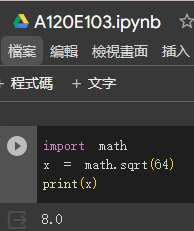 A120E103.ipynb
檔案 編輯 檢視畫面 插入
+ 程式碼 + 文字
import math
x = math.sqrt(64)
print(x)
8.0